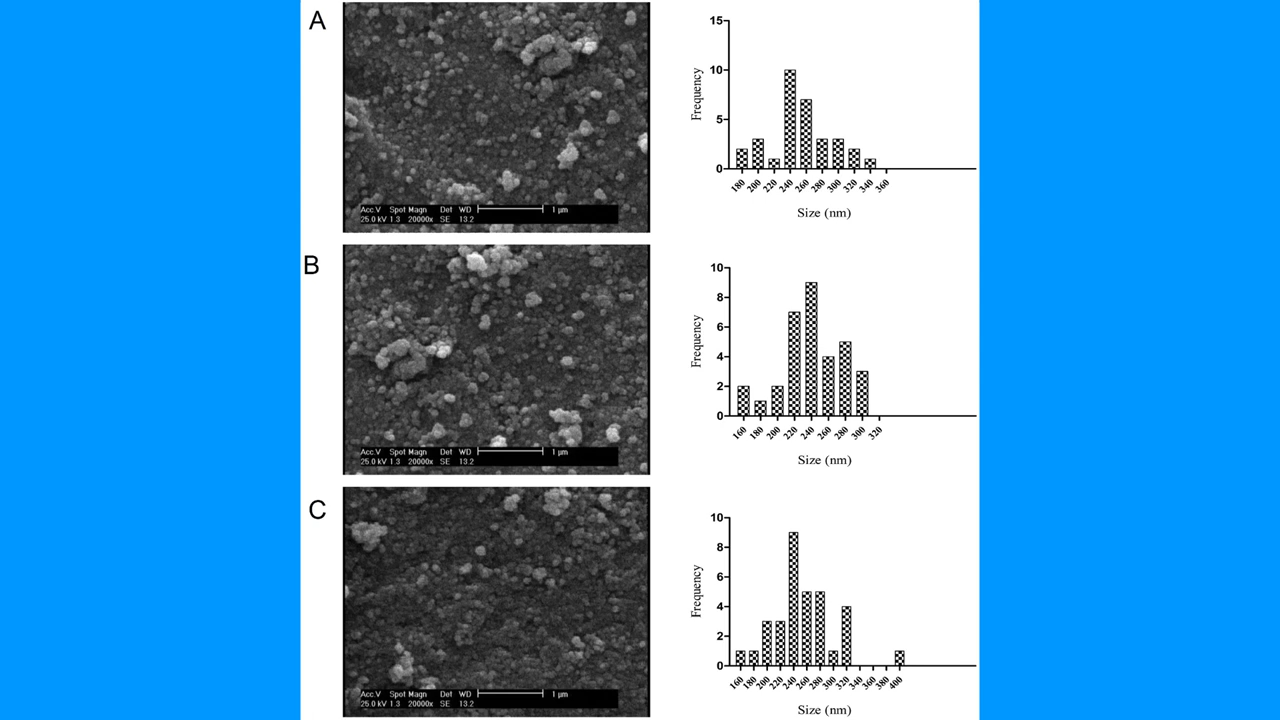 A
Acc.V Spot Magn Det WD 1 µm
25.0 kV 1.3 20000x SE 13.2
15
10
5
0
Frequency
180 200 220 240 260 280 300 320 340 360
Size (nm)
B
Acc.V Spot Magn Det WD 1 µm
25.0 kV 1.3 20000x SE 13.2
10
8
6
4
2
0
Frequency
160 180 200 220 240 260 280 300 320
Size (nm)
C
Acc.V Spot Magn Det WD 1 µm
25.0 kV 1.3 20000x SE 13.2
10
8
6
4
2
0
Frequency
160 180 200 220 240 260 280 300 320 340 360 380 400
Size (nm)